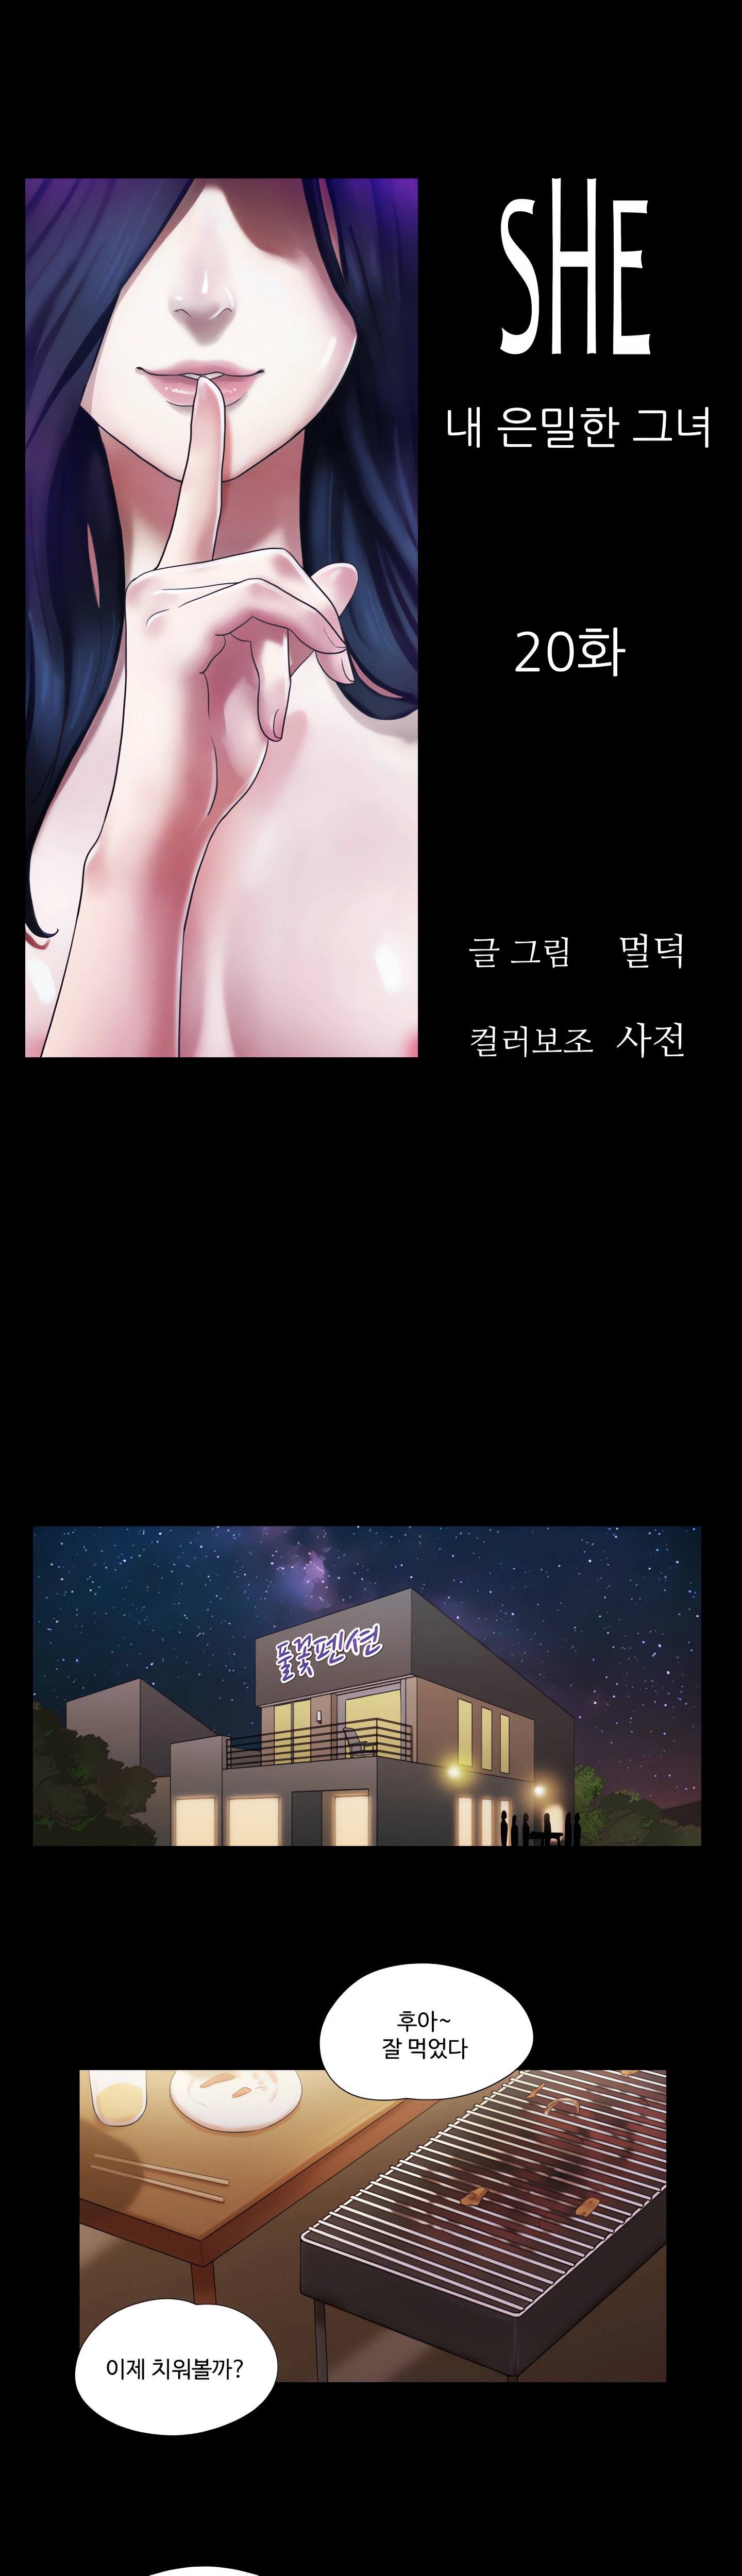 SHE
내 은밀한 그녀
20화
글 그림 멀덕
컬러보조 사전
풀꽃펜션
후아~
잘 먹었다
이제 치워볼까?